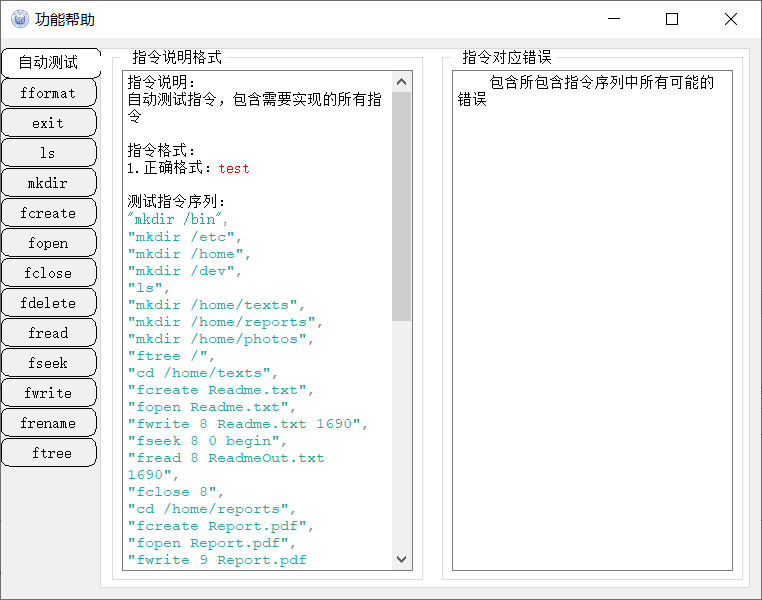 功能帮助
自动测试
fformat
exit
ls
mkdir
fcreate
fopen
fclose
fdelete
fread
fseek
fwrite
frename
ftree
指令说明格式
指令说明：
自动测试指令，包含需要实现的所有指
令
指令格式：
1.正确格式：test
测试指令序列：
"mkdir /bin",
"mkdir /etc",
"mkdir /home",
"mkdir /dev",
"ls",
"mkdir /home/texts",
"mkdir /home/reports",
"mkdir /home/photos",
"ftree /",
"cd /home/texts",
"fcreate Readme.txt",
"fopen Readme.txt",
"fwrite 8 Readme.txt 1690",
"fseek 8 0 begin",
"fread 8 ReadmeOut.txt
1690",
"fclose 8",
"cd /home/reports",
"fcreate Report.pdf",
"fopen Report.pdf",
"fwrite 9 Report.pdf
指令对应错误
包含所包含指令序列中所有可能的
错误